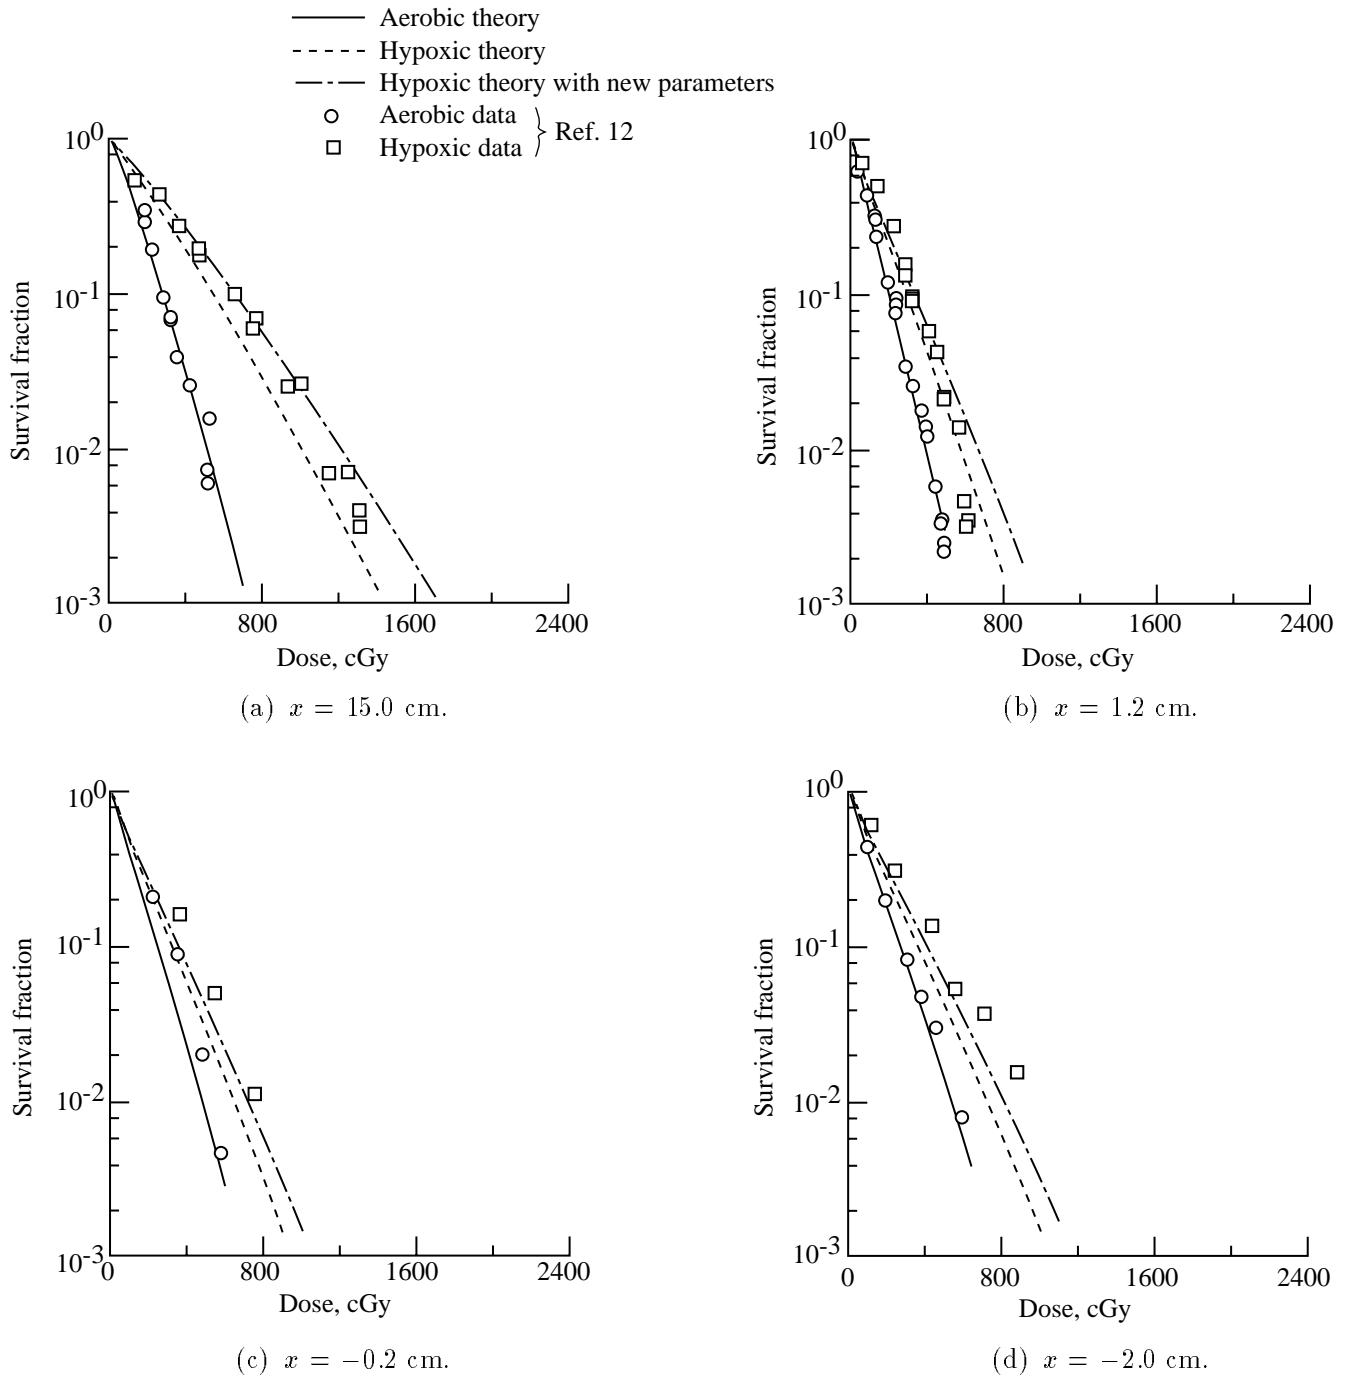 Aerobic theory
Hypoxic theory
Hypoxic theory with new parameters
Aerobic data
Hypoxic data
Ref. 12
10^0
10^-1
10^-2
10^-3
Survival fraction
0 800 1600 2400
Dose, cGy
(a) x = 15.0 cm.
10^0
10^-1
10^-2
10^-3
Survival fraction
0 800 1600 2400
Dose, cGy
(b) x = 1.2 cm.
10^0
10^-1
10^-2
10^-3
Survival fraction
0 800 1600 2400
Dose, cGy
(c) x = −0.2 cm.
10^0
10^-1
10^-2
10^-3
Survival fraction
0 800 1600 2400
Dose, cGy
(d) x = −2.0 cm.